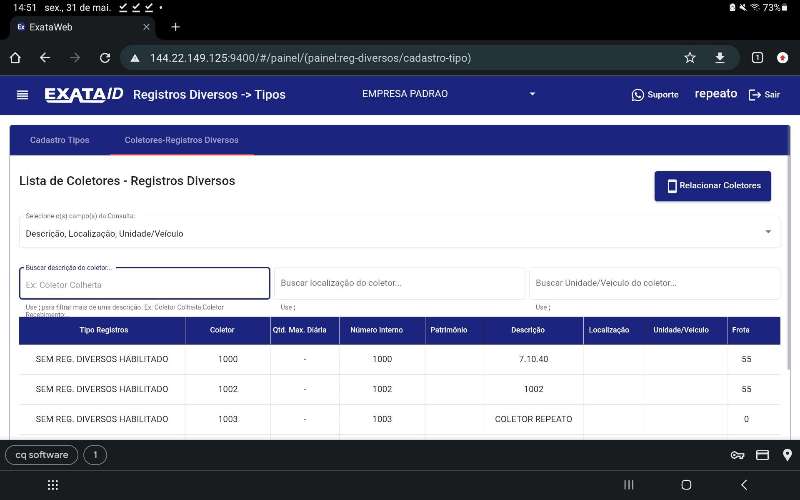 14:51 sex., 31 de mai.
73%
Ex ExataWeb
144.22.149.125:9400/#/painel/(painel:reg-diversos/cadastro-tipo)
1
EXATAID Registros Diversos -> Tipos EMPRESA PADRAO Suporte repeato Sair
Cadastro Tipos Coletores-Registros Diversos
Lista de Coletores - Registros Diversos
Relacionar Coletores
Selecione o(s) campo(s) da Consulta:
Descrição, Localização, Unidade/Veículo
Buscar descrição do coletor...
Ex: Coletor Colheita
Buscar localização do coletor...
Buscar Unidade/Veiculo do coletor...
Use ; para filtrar mais de uma descrição. Ex: Coletor Colheita;Coletor
Recebimento;...
Use ;
Use ;
Tipo Registros Coletor Qtd. Max. Diária Número Interno Patrimônio Descrição Localização Unidade/Veículo Frota
SEM REG. DIVERSOS HABILITADO 1000 - 1000 7.10.40 55
SEM REG. DIVERSOS HABILITADO 1002 - 1002 1002 55
SEM REG. DIVERSOS HABILITADO 1003 - 1003 COLETOR REPEATO 0
cq software 1